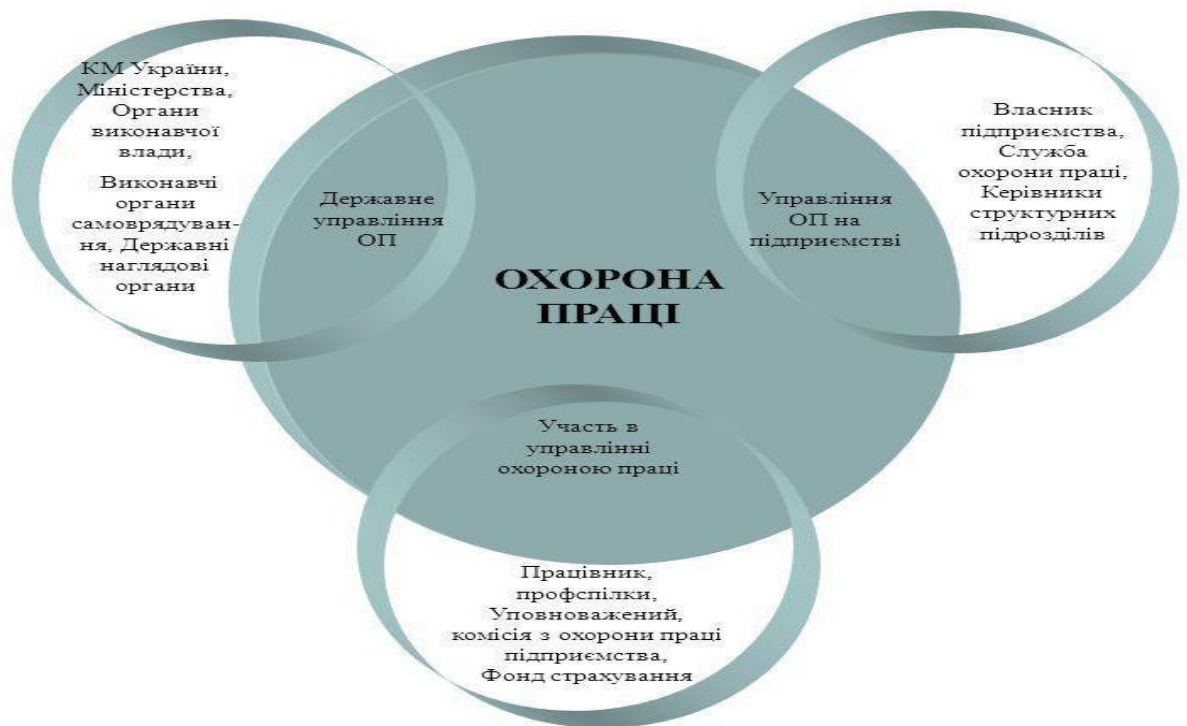 КМ України,
Міністерства,
Органи
виконавчої
влади,
Виконавчі
органи
самоврядуван-
ня, Державні
наглядові
органи
Державне
управління
ОП
ОХОРОНА
ПРАЦІ
Управління
ОП на
підприємстві
Власник
підприємства,
Служба
охорони праці,
Керівники
структурних
підрозділів
Участь в
управлінні
охороною праці
Працівник,
профспілки,
Уповноважений,
комісія з охорони праці
підприємства,
Фонд страхування